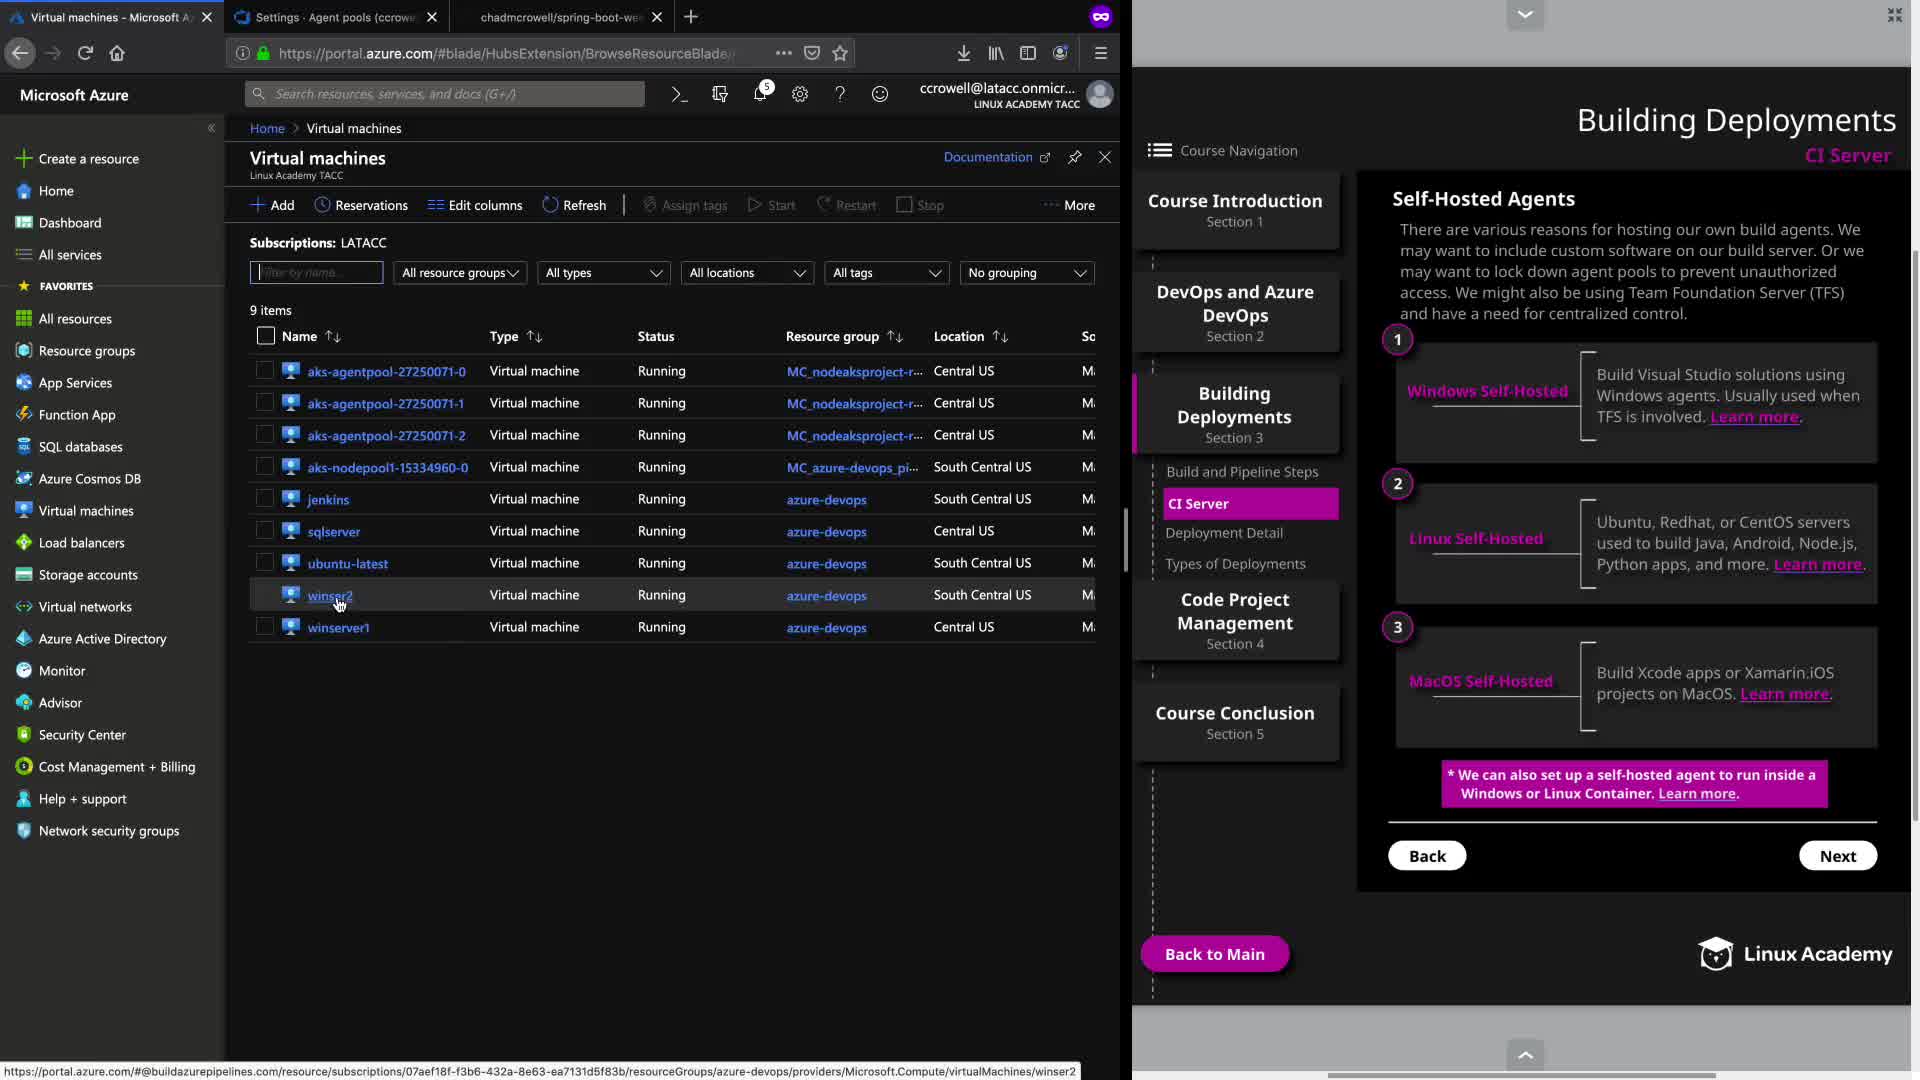 Virtual machines - Microsoft Az
Settings · Agent pools (ccrowe
chadmcrowell/spring-boot-we
https://portal.azure.com/#blade/HubsExtension/BrowseResourceBlade/
Microsoft Azure
Search resources, services, and docs (G+/)
5
ccrowell@latacc.onmicr...
LINUX ACADEMY TACC
Create a resource
Home
Dashboard
All services
FAVORITES
All resources
Resource groups
App Services
Function App
SQL databases
Azure Cosmos DB
Virtual machines
Load balancers
Storage accounts
Virtual networks
Azure Active Directory
Monitor
Advisor
Security Center
Cost Management + Billing
Help + support
Network security groups
Home > Virtual machines
Virtual machines
Linux Academy TACC
Documentation
Add Reservations Edit columns Refresh Assign tags Start Restart Stop More
Subscriptions: LATACC
Filter by name... All resource groups All types All locations All tags No grouping
9 items
Name Type Status Resource group Location Sc
aks-agentpool-27250071-0 Virtual machine Running MC_nodeaksproject-r... Central US M
aks-agentpool-27250071-1 Virtual machine Running MC_nodeaksproject-r... Central US M
aks-agentpool-27250071-2 Virtual machine Running MC_nodeaksproject-r... Central US M
aks-nodepool1-15334960-0 Virtual machine Running MC_azure-devops_pi... South Central US M
jenkins Virtual machine Running azure-devops South Central US M
sqlserver Virtual machine Running azure-devops Central US M
ubuntu-latest Virtual machine Running azure-devops South Central US M
winser2 Virtual machine Running azure-devops South Central US M
winserver1 Virtual machine Running azure-devops Central US M
https://portal.azure.com/#@buildazurepipelines.com/resource/subscriptions/07aef18f-f3b6-432a-8e63-ea7131d5f83b/resourceGroups/azure-devops/providers/Microsoft.Compute/virtualMachines/winser2
Building Deployments
CI Server
Course Navigation
Course Introduction
Section 1
DevOps and Azure
DevOps
Section 2
Building
Deployments
Section 3
Build and Pipeline Steps
CI Server
Deployment Detail
Types of Deployments
Code Project
Management
Section 4
Course Conclusion
Section 5
Back to Main
Self-Hosted Agents
There are various reasons for hosting our own build agents. We
may want to include custom software on our build server. Or we
may want to lock down agent pools to prevent unauthorized
access. We might also be using Team Foundation Server (TFS)
and have a need for centralized control.
1
Windows Self-Hosted
Build Visual Studio solutions using
Windows agents. Usually used when
TFS is involved. Learn more.
2
Linux Self-Hosted
Ubuntu, Redhat, or CentOS servers
used to build Java, Android, Node.js,
Python apps, and more. Learn more.
3
MacOS Self-Hosted
Build Xcode apps or Xamarin.iOS
projects on MacOS. Learn more.
* We can also set up a self-hosted agent to run inside a
Windows or Linux Container. Learn more.
Back
Next
Linux Academy